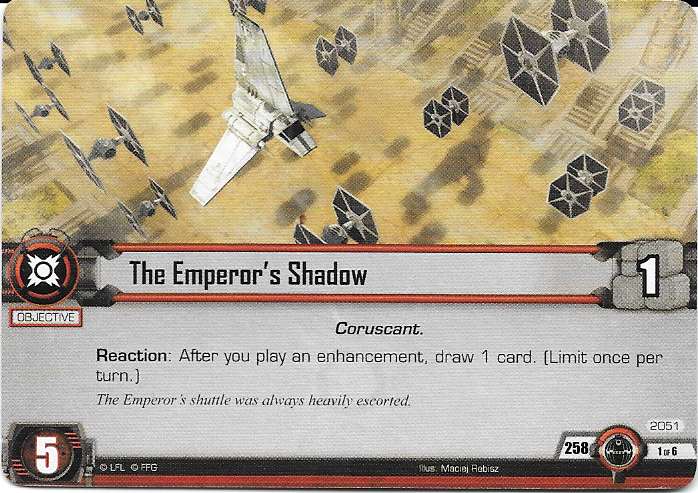 The Emperor's Shadow
1
OBJECTIVE
Coruscant.
Reaction: After you play an enhancement, draw 1 card. (Limit once per
turn.)
The Emperor's shuttle was always heavily escorted.
5
© LFL © FFG
Illus. Maciej Rebisz
2051
258
1 OF 6